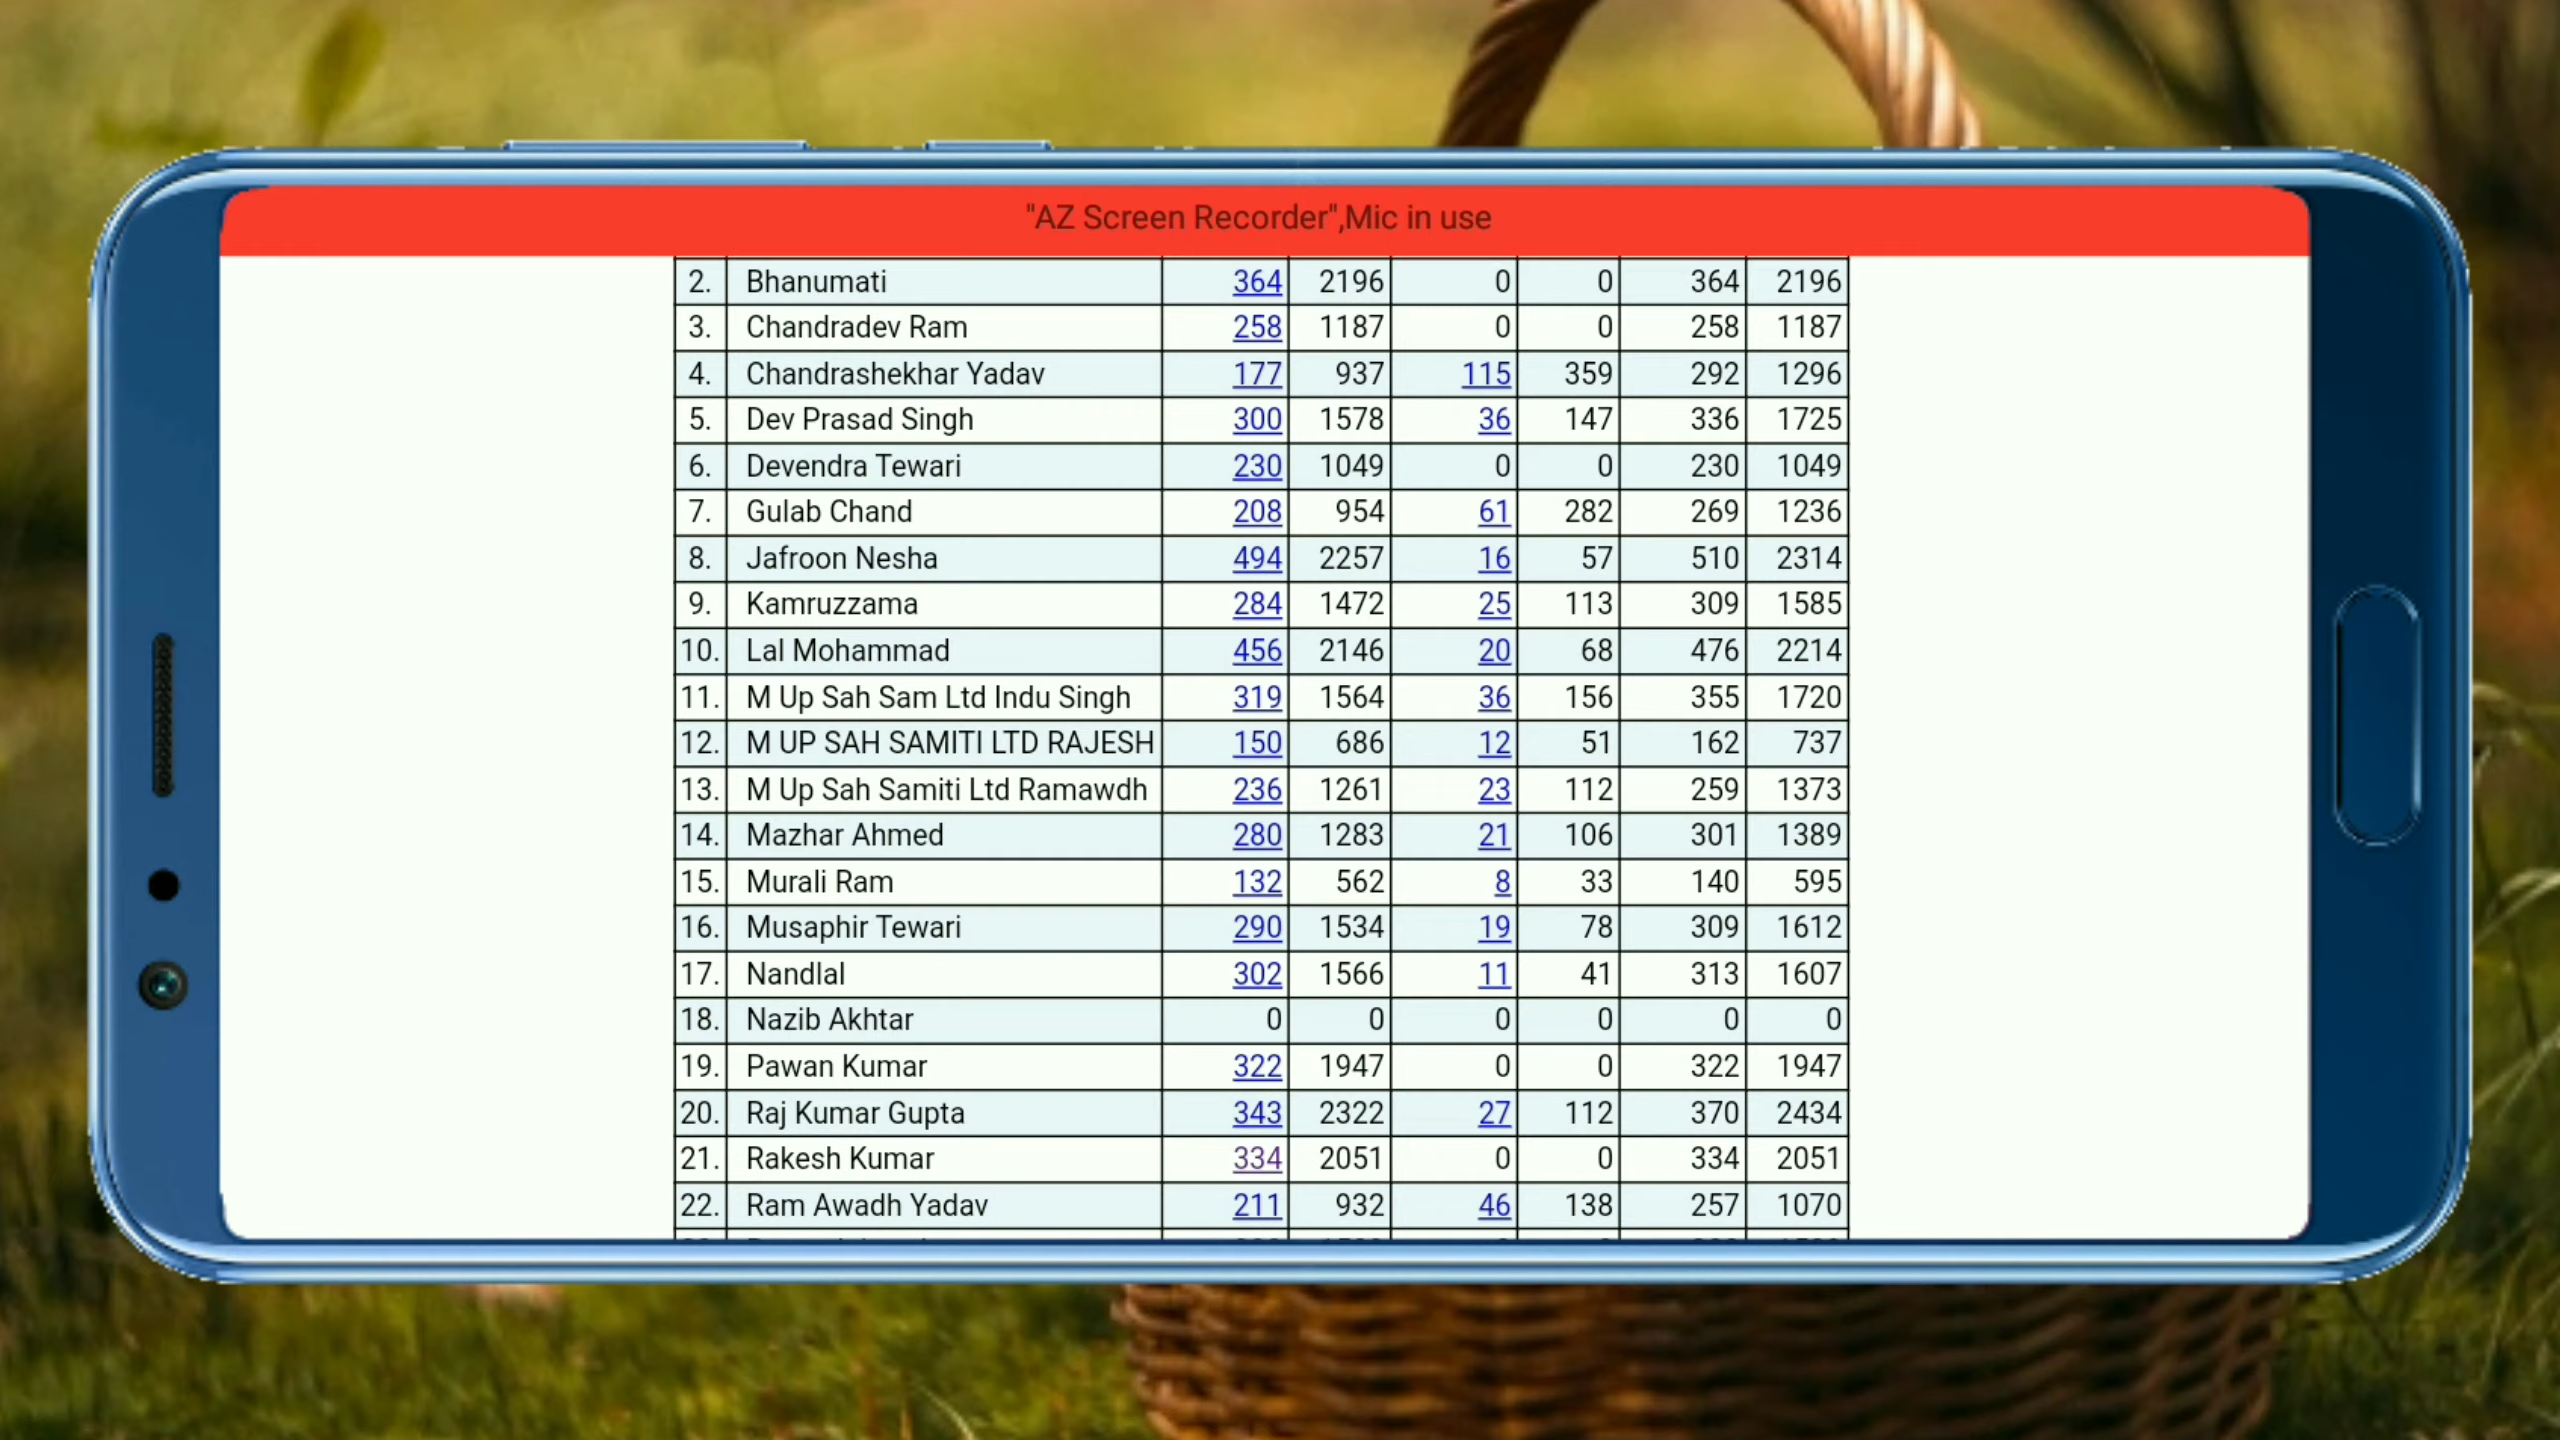 "AZ Screen Recorder",Mic in use
2. Bhanumati 364 2196 0 0 364 2196
3. Chandradev Ram 258 1187 0 0 258 1187
4. Chandrashekhar Yadav 177 937 115 359 292 1296
5. Dev Prasad Singh 300 1578 36 147 336 1725
6. Devendra Tewari 230 1049 0 0 230 1049
7. Gulab Chand 208 954 61 282 269 1236
8. Jafroon Nesha 494 2257 16 57 510 2314
9. Kamruzzama 284 1472 25 113 309 1585
10. Lal Mohammad 456 2146 20 68 476 2214
11. M Up Sah Sam Ltd Indu Singh 319 1564 36 156 355 1720
12. M UP SAH SAMITI LTD RAJESH 150 686 12 51 162 737
13. M Up Sah Samiti Ltd Ramawdh 236 1261 23 112 259 1373
14. Mazhar Ahmed 280 1283 21 106 301 1389
15. Murali Ram 132 562 8 33 140 595
16. Musaphir Tewari 290 1534 19 78 309 1612
17. Nandlal 302 1566 11 41 313 1607
18. Nazib Akhtar 0 0 0 0 0 0
19. Pawan Kumar 322 1947 0 0 322 1947
20. Raj Kumar Gupta 343 2322 27 112 370 2434
21. Rakesh Kumar 334 2051 0 0 334 2051
22. Ram Awadh Yadav 211 932 46 138 257 1070